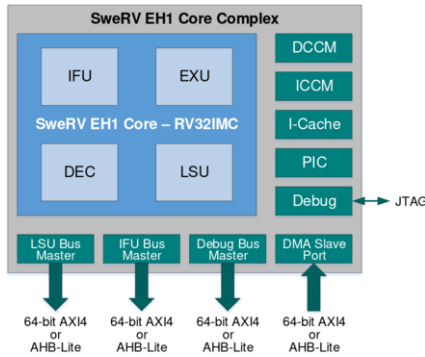 SweRV EH1 Core Complex
IFU
EXU
SweRV EH1 Core – RV32IMC
DEC
LSU
DCCM
ICCM
I-Cache
PIC
Debug
JTAG
LSU Bus
Master
IFU Bus
Master
Debug Bus
Master
DMA Slave
Port
64-bit AXI4
or
AHB-Lite
64-bit AXI4
or
AHB-Lite
64-bit AXI4
or
AHB-Lite
64-bit AXI4
or
AHB-Lite